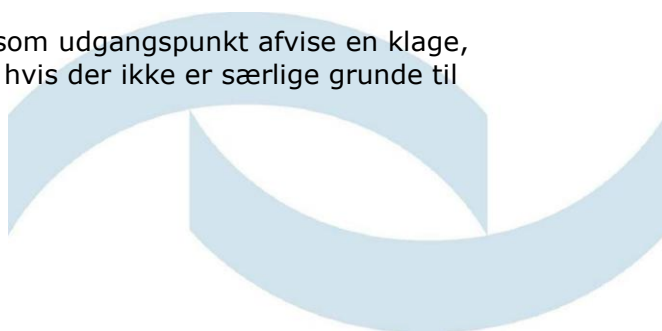 som udgangspunkt afvise en klage,
hvis der ikke er særlige grunde til